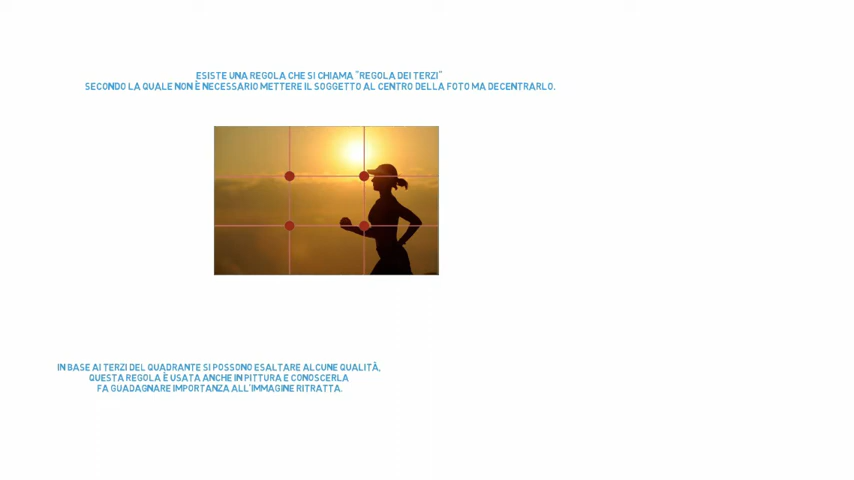 ESISTE UNA REGOLA CHE SI CHIAMA "REGOLA DEI TERZI"
SECONDO LA QUALE NON È NECESSARIO METTERE IL SOGGETTO AL CENTRO DELLA FOTO MA DECENTRARLO.
IN BASE AI TERZI DEL QUADRANTE SI POSSONO ESALTARE ALCUNE QUALITÀ,
QUESTA REGOLA È USATA ANCHE IN PITTURA E CONOSCERLA
FA GUADAGNARE IMPORTANZA ALL'IMMAGINE RITRATTA.